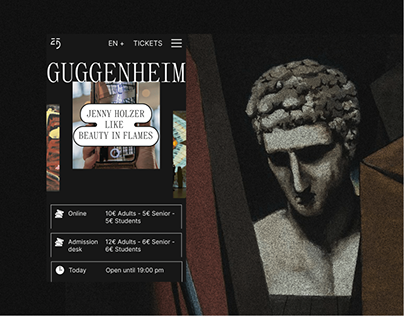 25
EN + TICKETS
GUGGENHEIM
JENNY HOLZER
LIKE
BEAUTY IN FLAMES
Online 10€ Adults - 5€ Senior -
5€ Students
Admission 12€ Adults - 6€ Senior -
desk 6€ Students
Today Open until 19:00 pm